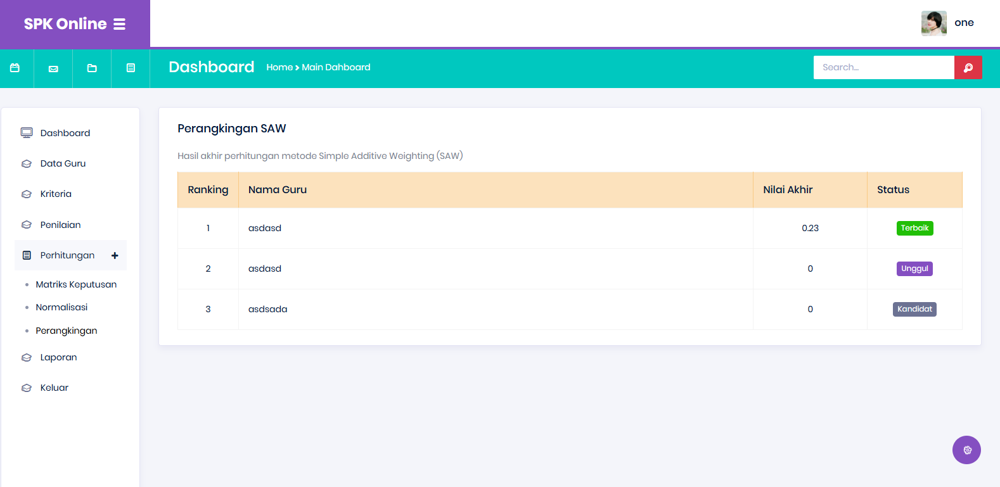 SPK Online
one
Dashboard
Home > Main Dahboard
Search...
Dashboard
Data Guru
Kriteria
Penilaian
Perhitungan
Matriks Keputusan
Normalisasi
Perangkingan
Laporan
Keluar
Perangkingan SAW
Hasil akhir perhitungan metode Simple Additive Weighting (SAW)
Ranking Nama Guru Nilai Akhir Status
1 asdasd 0.23 Terbaik
2 asdasd 0 Unggul
3 asdsada 0 Kandidat